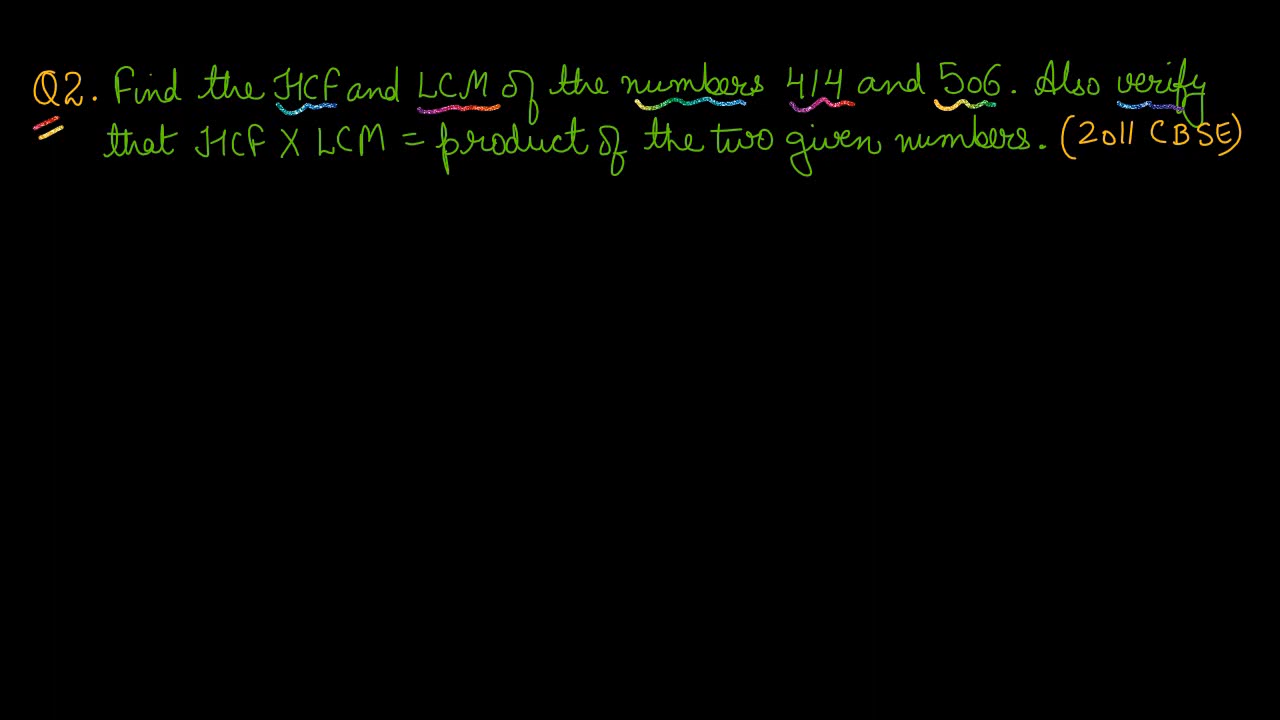 Q2. Find the HCF and LCM of the numbers 414 and 506. Also verify
that HCF X LCM = product of the two given numbers. (2011 CBSE)